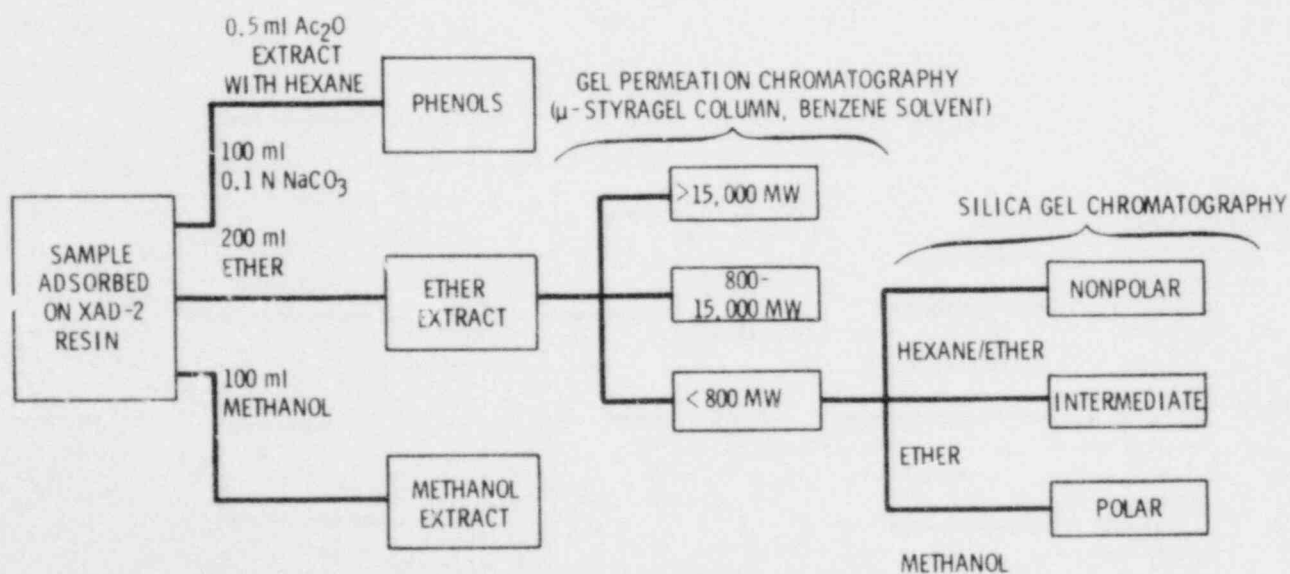 0.5 ml Ac2O
EXTRACT
WITH HEXANE
PHENOLS
100 ml
0.1 N NaCO3
SAMPLE
ADSORBED
ON XAD-2
RESIN
200 ml
ETHER
ETHER
EXTRACT
100 ml
METHANOL
METHANOL
EXTRACT
GEL PERMEATION CHROMATOGRAPHY
(μ-STYRAGEL COLUMN, BENZENE SOLVENT)
>15,000 MW
800-
15,000 MW
<800 MW
SILICA GEL CHROMATOGRAPHY
NONPOLAR
HEXANE/ETHER
INTERMEDIATE
ETHER
POLAR
METHANOL